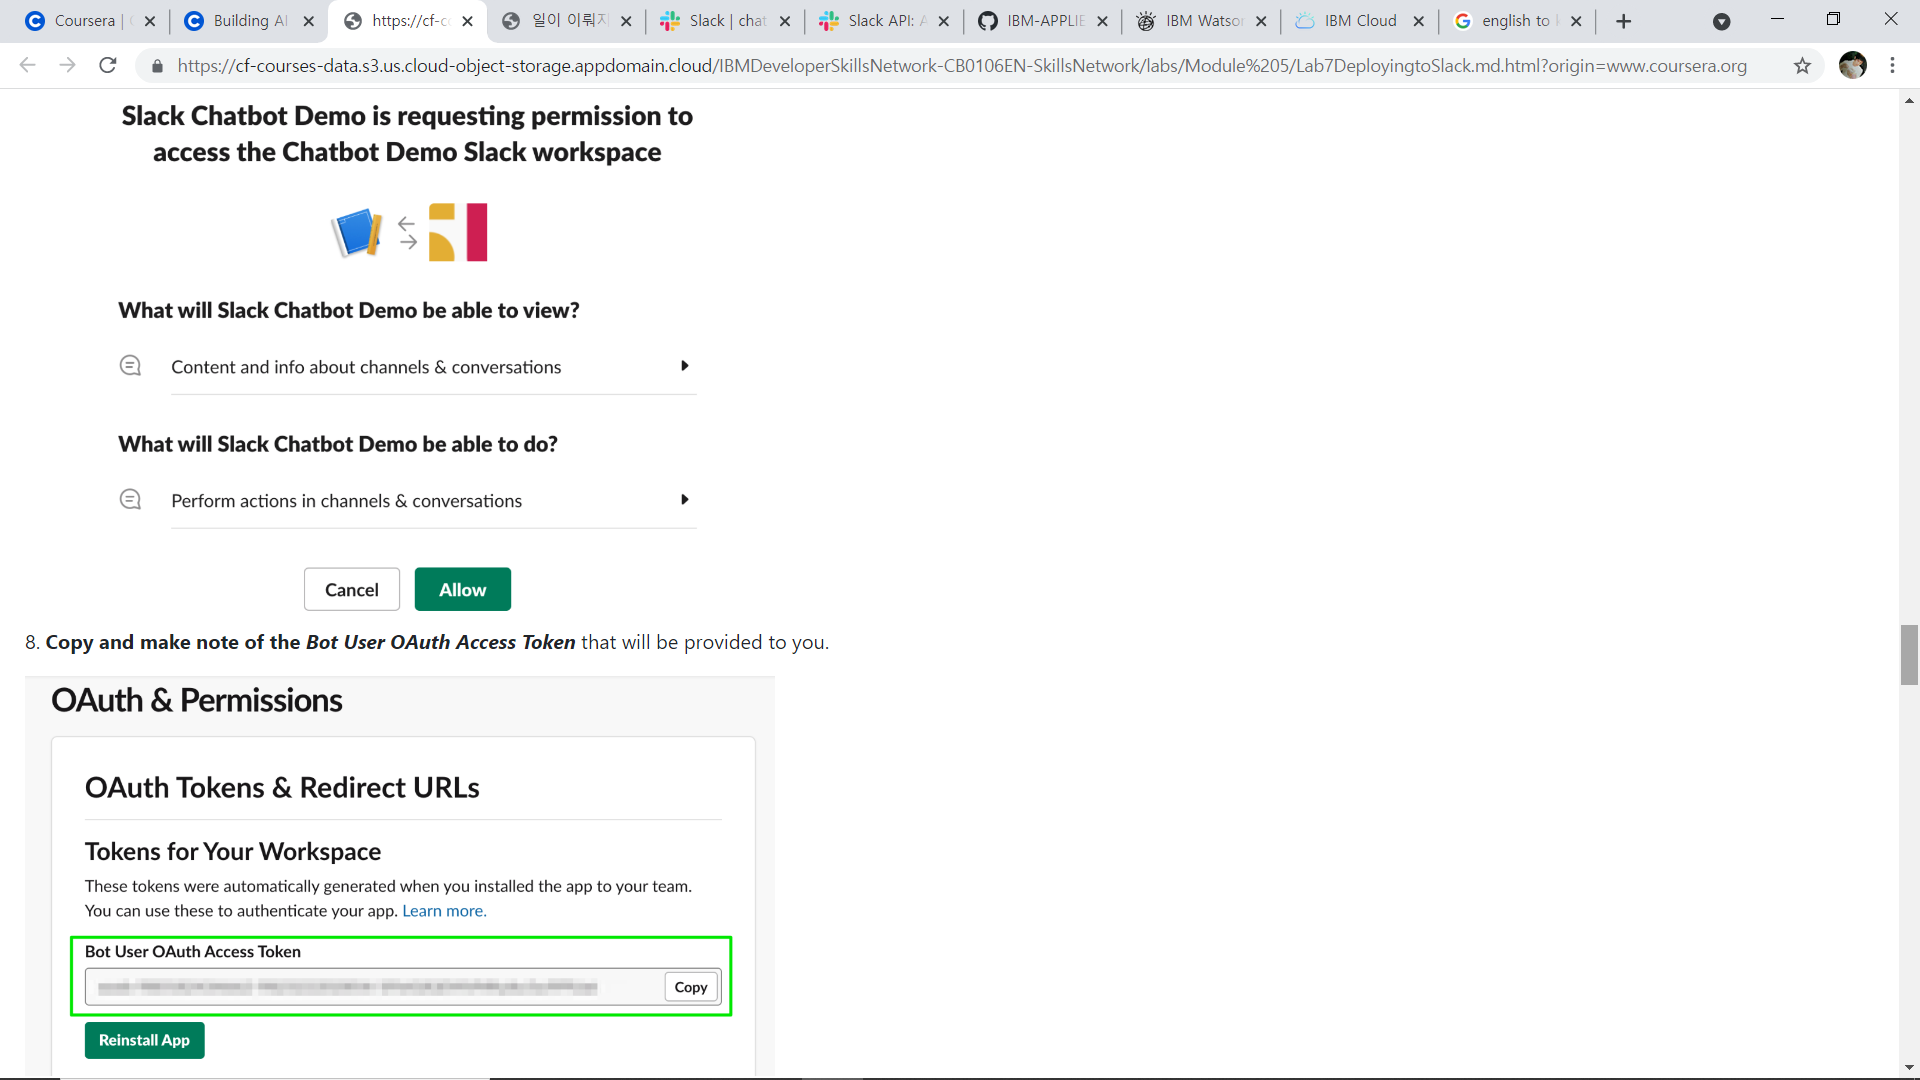 Coursera |
Building AI
https://cf-c
일이 이뤄지
Slack | chat
Slack API: A
IBM-APPLIE
IBM Watso
IBM Cloud
english to
https://cf-courses-data.s3.us.cloud-object-storage.appdomain.cloud/IBMDeveloperSkillsNetwork-CB0106EN-SkillsNetwork/labs/Module%205/Lab7DeployingtoSlack.md.html?origin=www.coursera.org
Slack Chatbot Demo is requesting permission to
access the Chatbot Demo Slack workspace
What will Slack Chatbot Demo be able to view?
Content and info about channels & conversations
What will Slack Chatbot Demo be able to do?
Perform actions in channels & conversations
Cancel
Allow
8. Copy and make note of the Bot User OAuth Access Token that will be provided to you.
OAuth & Permissions
OAuth Tokens & Redirect URLs
Tokens for Your Workspace
These tokens were automatically generated when you installed the app to your team.
You can use these to authenticate your app. Learn more.
Bot User OAuth Access Token
Copy
Reinstall App